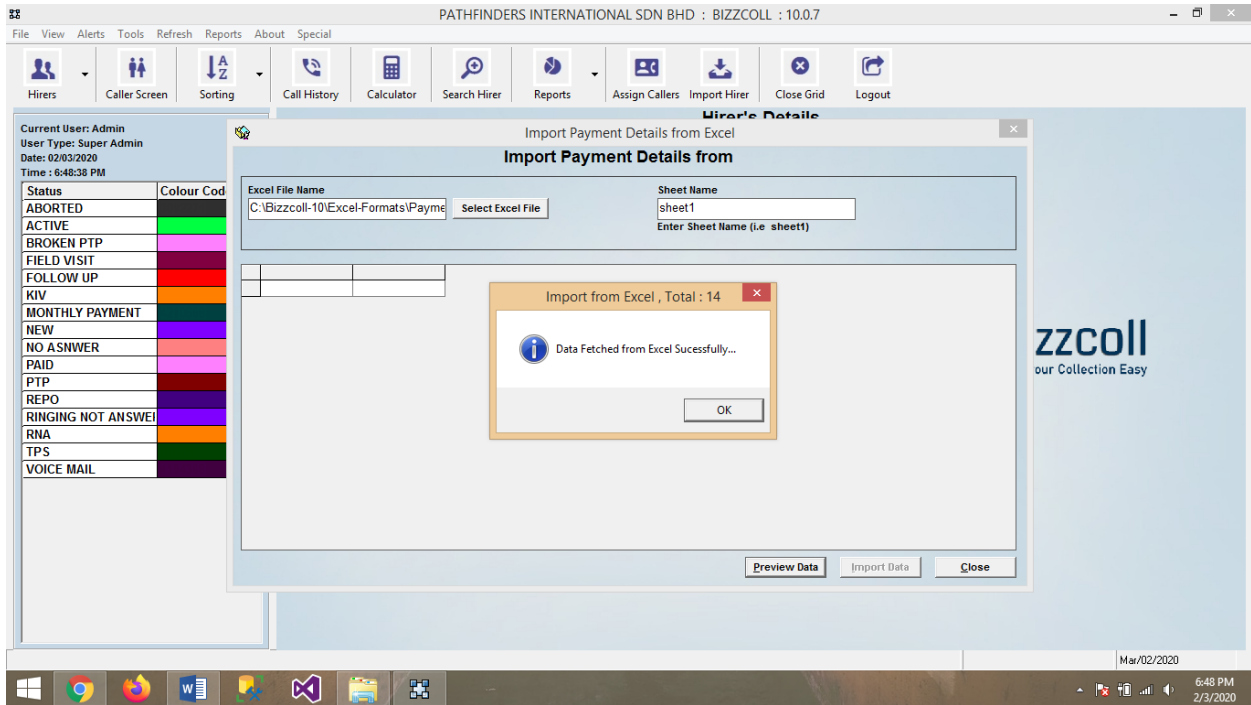 PATHFINDERS INTERNATIONAL SDN BHD : BIZZCOLL : 10.0.7
File View Alerts Tools Refresh Reports About Special
Hirers Caller Screen Sorting Call History Calculator Search Hirer Reports Assign Callers Import Hirer Close Grid Logout
Hirer's Details
Current User: Admin
User Type: Super Admin
Date: 02/03/2020
Time : 6:48:38 PM
Status Colour Cod
ABORTED
ACTIVE
BROKEN PTP
FIELD VISIT
FOLLOW UP
KIV
MONTHLY PAYMENT
NEW
NO ASNWER
PAID
PTP
REPO
RINGING NOT ANSWEI
RNA
TPS
VOICE MAIL
Import Payment Details from Excel
Import Payment Details from
Excel File Name Sheet Name
C:\Bizzcoll-10\Excel-Formats\Payme Select Excel File sheet1
Enter Sheet Name (i.e sheet1)
Import from Excel , Total : 14
Data Fetched from Excel Sucessfully...
OK
Preview Data Import Data Close
zzcoll
our Collection Easy
Mar/02/2020
6:48 PM
2/3/2020